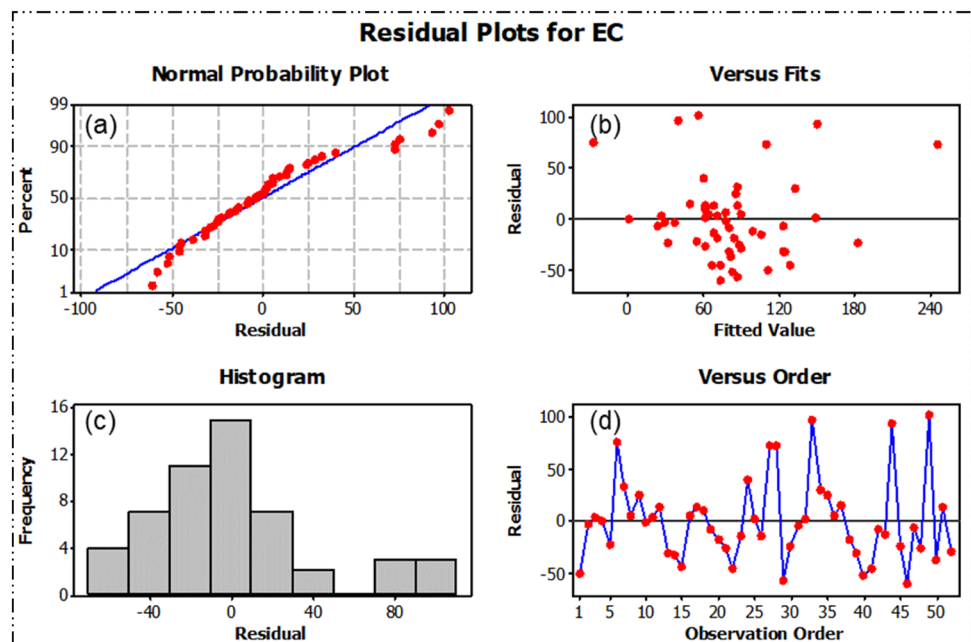 Residual Plots for EC
Normal Probability Plot
(a)
Percent
99
90
50
10
1
-100 -50 0 50 100
Residual
Versus Fits
(b)
Residual
100
50
0
-50
0 60 120 180 240
Fitted Value
Histogram
(c)
Frequency
16
12
8
4
0
-40 0 40 80
Residual
Versus Order
(d)
Residual
100
50
0
-50
1 5 10 15 20 25 30 35 40 45 50
Observation Order